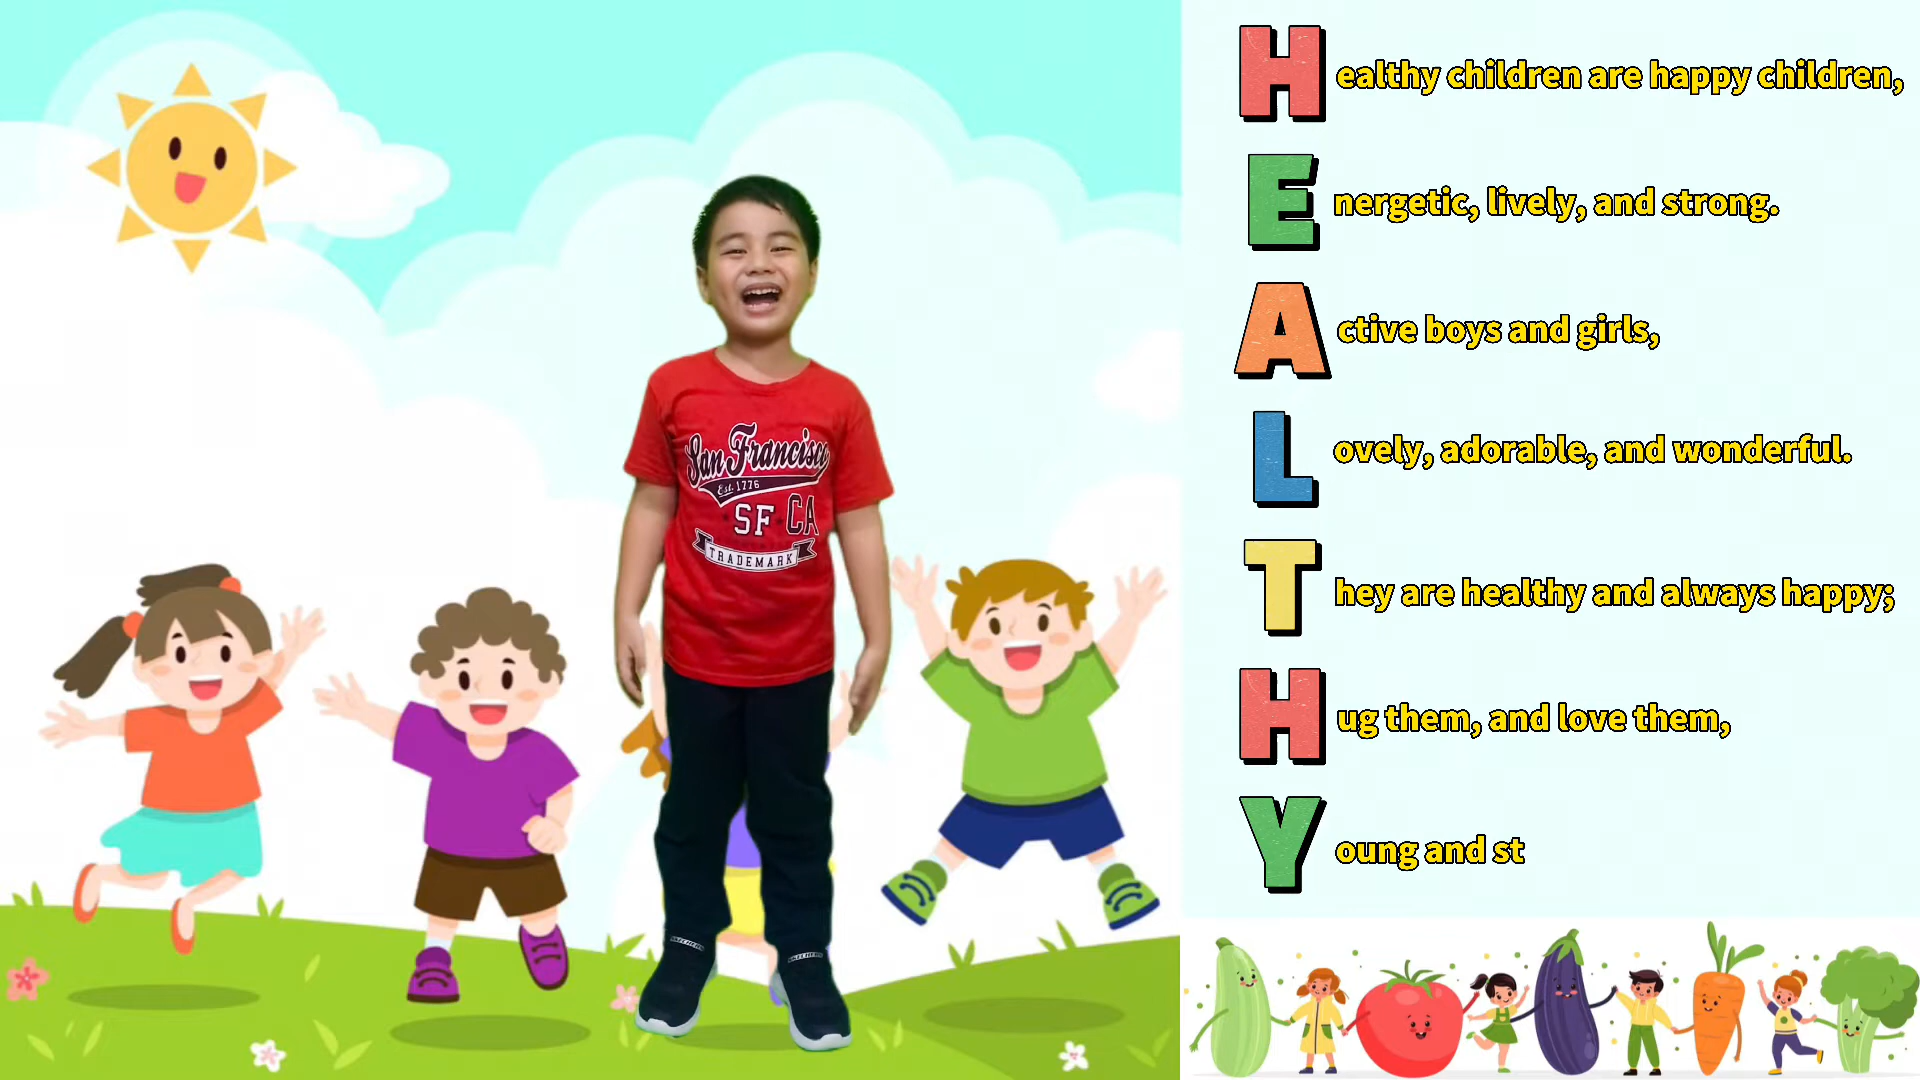 Healthy children are happy children,
Energetic, lively, and strong.
Active boys and girls,
Lovely, adorable, and wonderful.
They are healthy and always happy;
Hug them, and love them,
Young and st
San Francisco
Est. 1776
SF CA
TRADEMARK
SKECHERS
SKECHERS